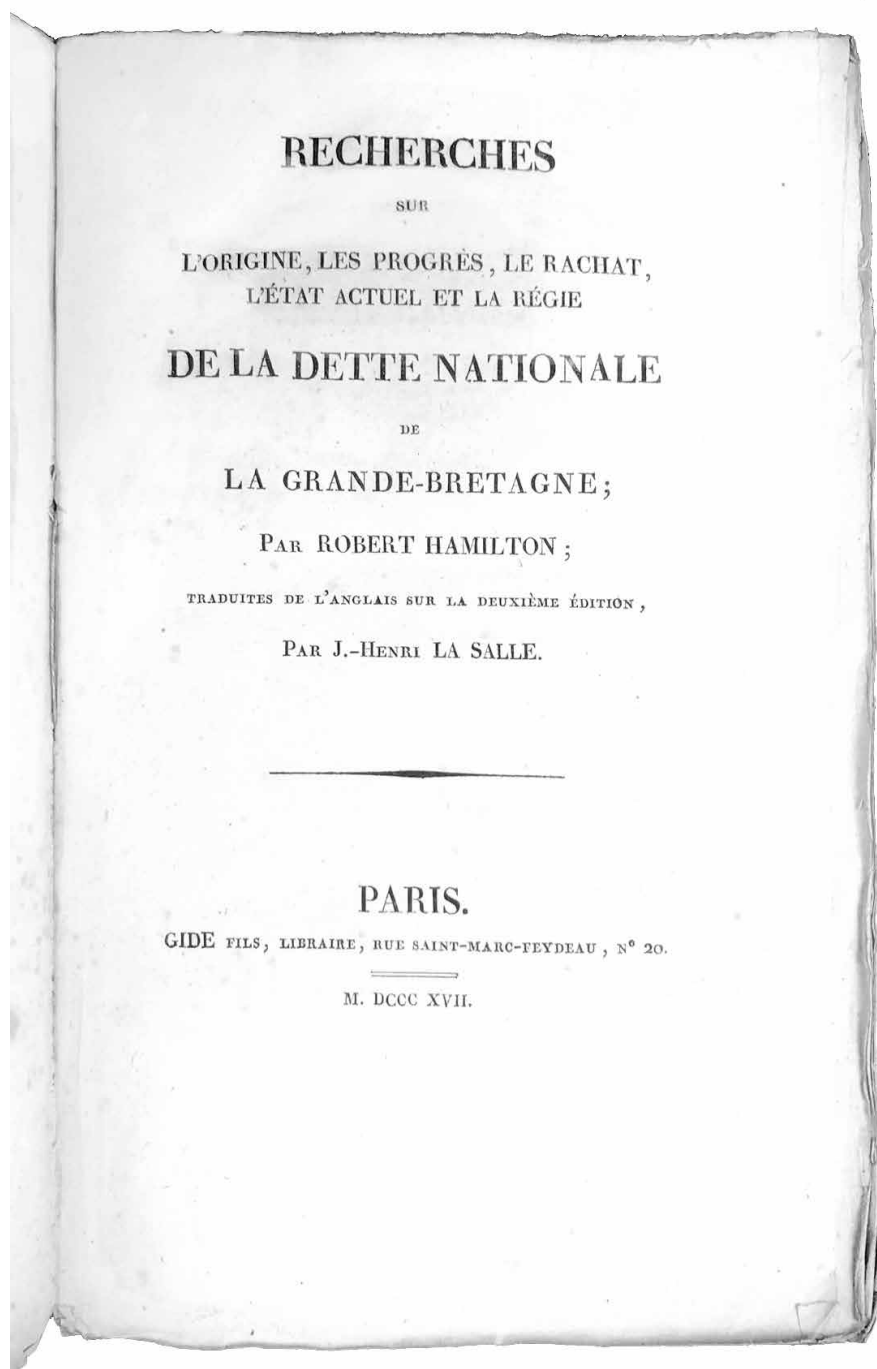 RECHERCHES
SUR
L'ORIGINE, LES PROGRÈS, LE RACHAT,
L'ÉTAT ACTUEL ET LA RÉGIE
DE LA DETTE NATIONALE
DE
LA GRANDE-BRETAGNE;
PAR ROBERT HAMILTON;
TRADUITES DE L'ANGLAIS SUR LA DEUXIÈME ÉDITION,
PAR J.-HENRI LA SALLE.
PARIS.
GIDE FILS, LIBRAIRE, RUE SAINT-MARC-FEYDEAU, N° 20.
M. DCCC XVII.